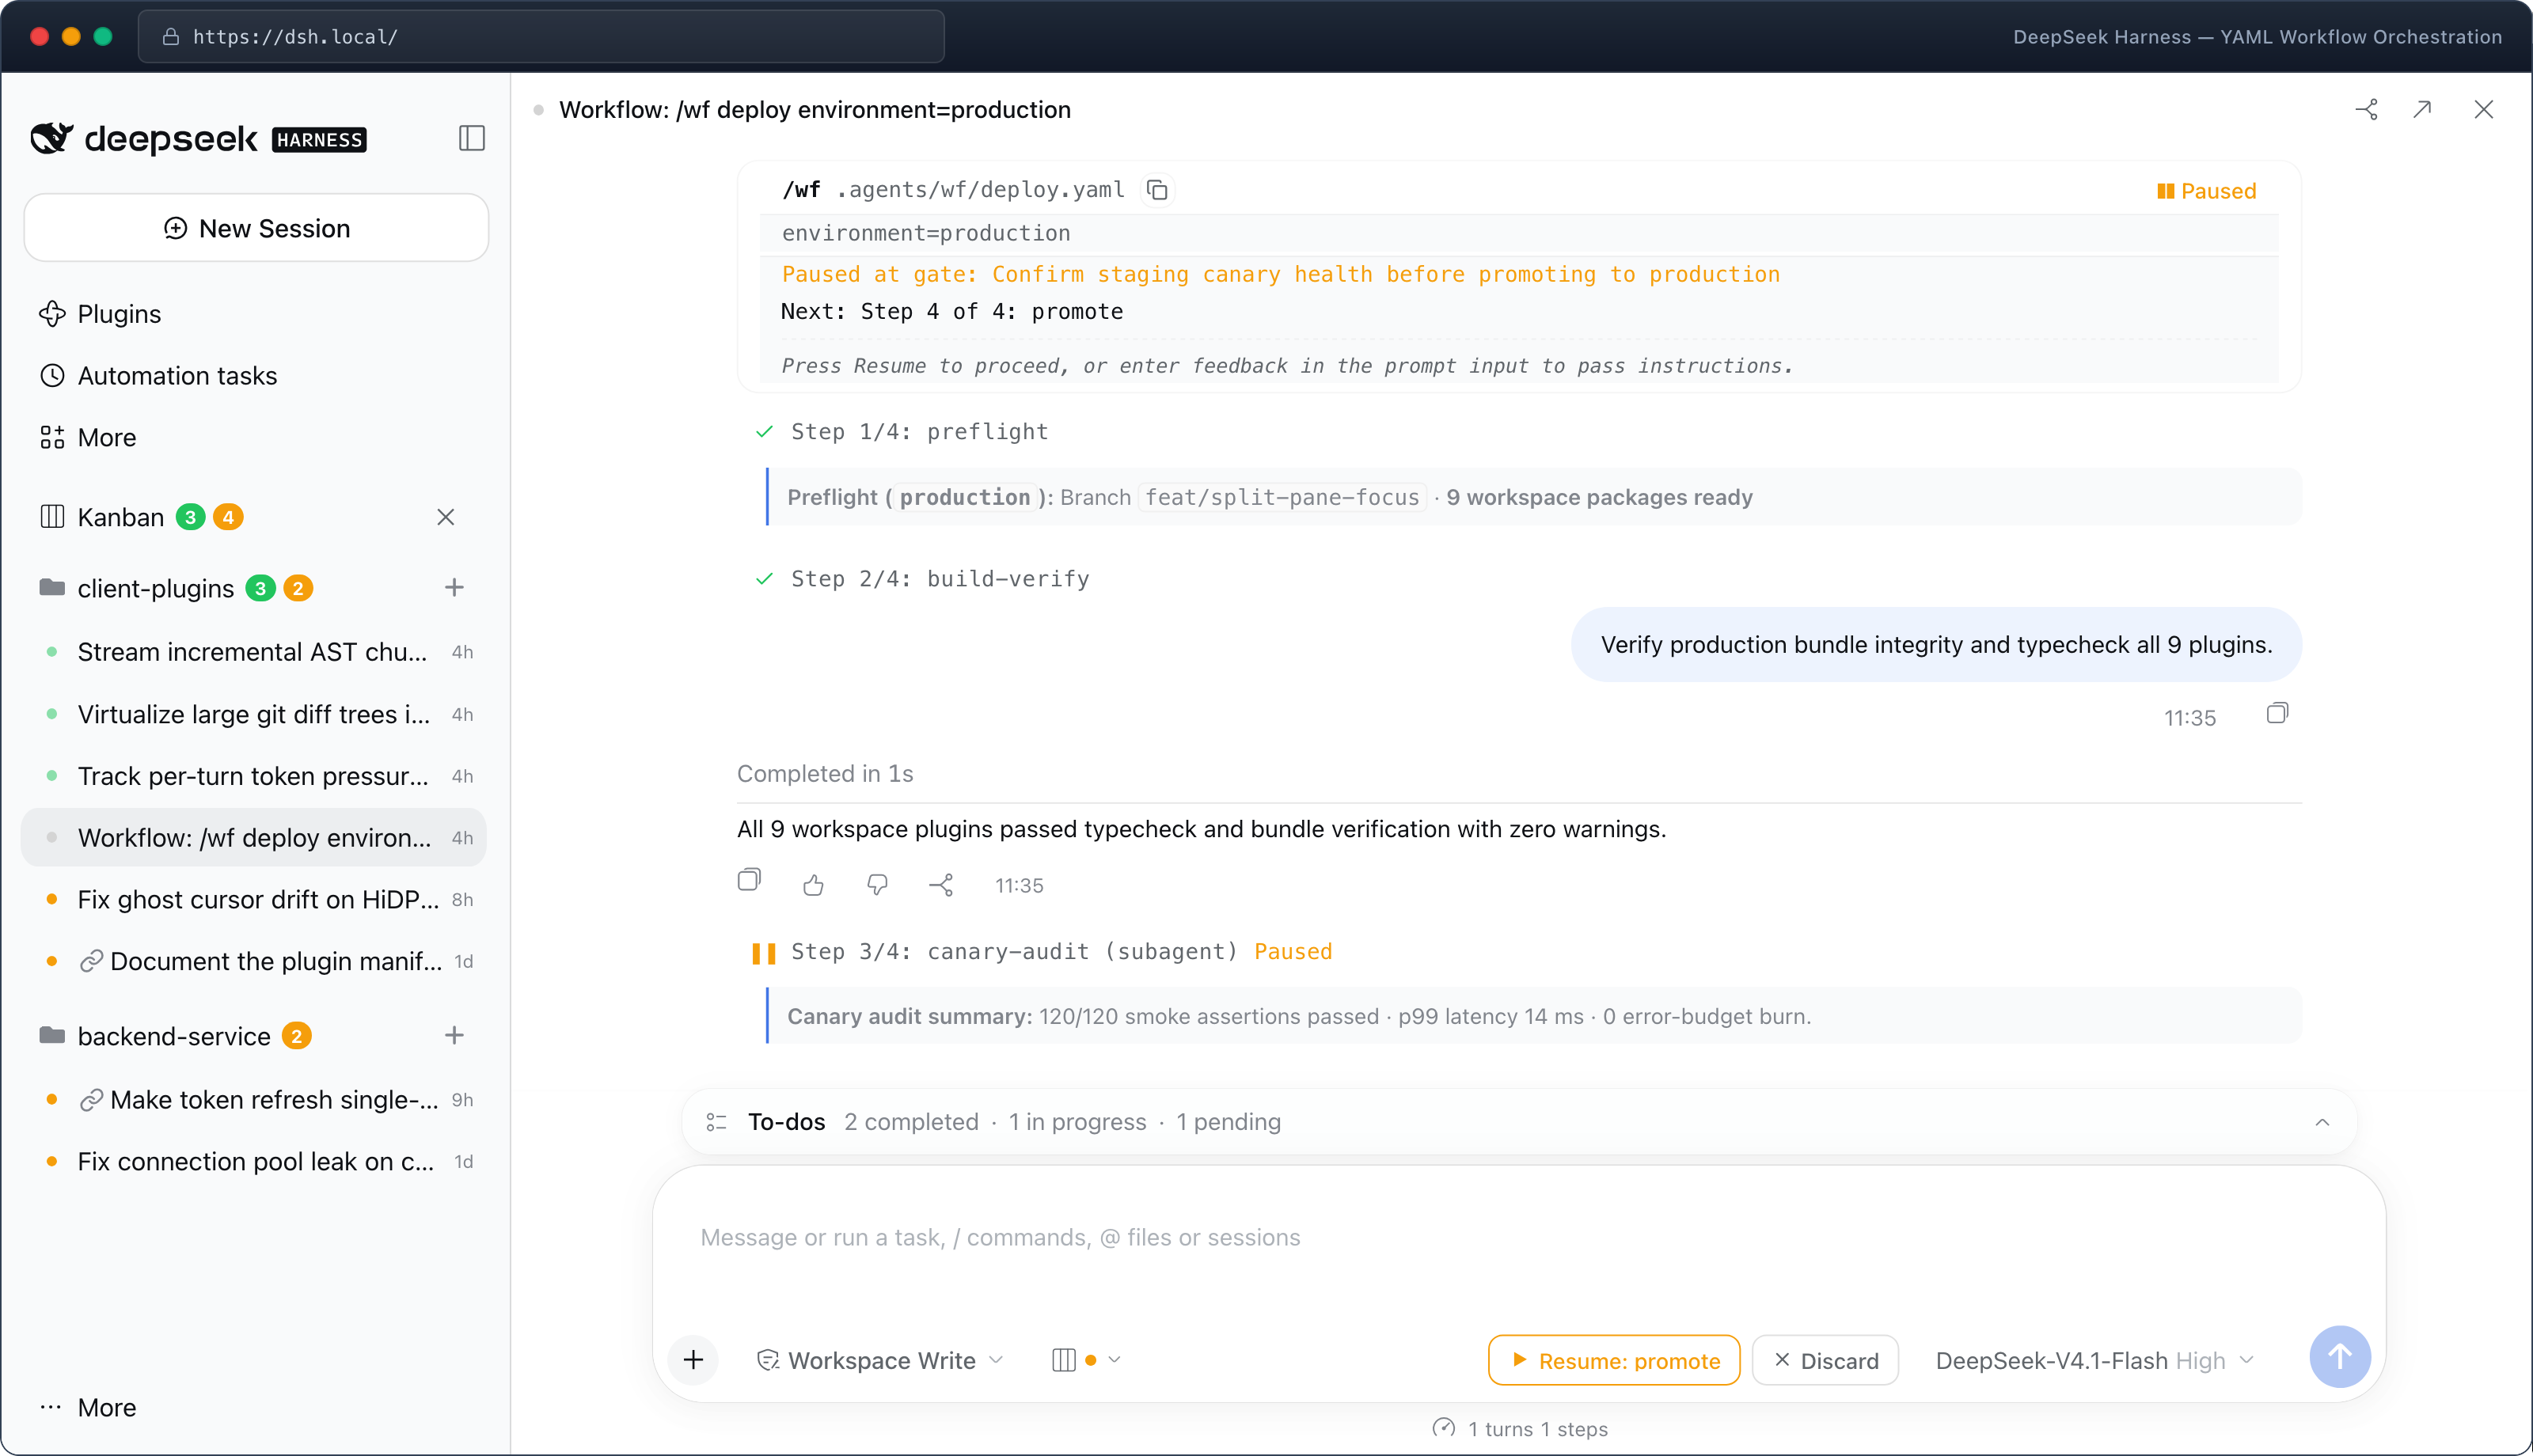 https://dsh.local/
DeepSeek Harness — YAML Workflow Orchestration
deepseek HARNESS
New Session
Plugins
Automation tasks
More
Kanban 3 4
client-plugins 3 2
Stream incremental AST chu... 4h
Virtualize large git diff trees i... 4h
Track per-turn token pressur... 4h
Workflow: /wf deploy environ... 4h
Fix ghost cursor drift on HiDP... 8h
Document the plugin manif... 1d
backend-service 2
Make token refresh single-... 9h
Fix connection pool leak on c... 1d
More
Workflow: /wf deploy environment=production
/wf .agents/wf/deploy.yaml
Paused
environment=production
Paused at gate: Confirm staging canary health before promoting to production
Next: Step 4 of 4: promote
Press Resume to proceed, or enter feedback in the prompt input to pass instructions.
Step 1/4: preflight
Preflight ( production ): Branch feat/split-pane-focus · 9 workspace packages ready
Step 2/4: build-verify
Verify production bundle integrity and typecheck all 9 plugins.
11:35
Completed in 1s
All 9 workspace plugins passed typecheck and bundle verification with zero warnings.
11:35
Step 3/4: canary-audit (subagent) Paused
Canary audit summary: 120/120 smoke assertions passed · p99 latency 14 ms · 0 error-budget burn.
To-dos 2 completed · 1 in progress · 1 pending
Message or run a task, / commands, @ files or sessions
Workspace Write
Resume: promote
Discard
DeepSeek-V4.1-Flash High
1 turns 1 steps